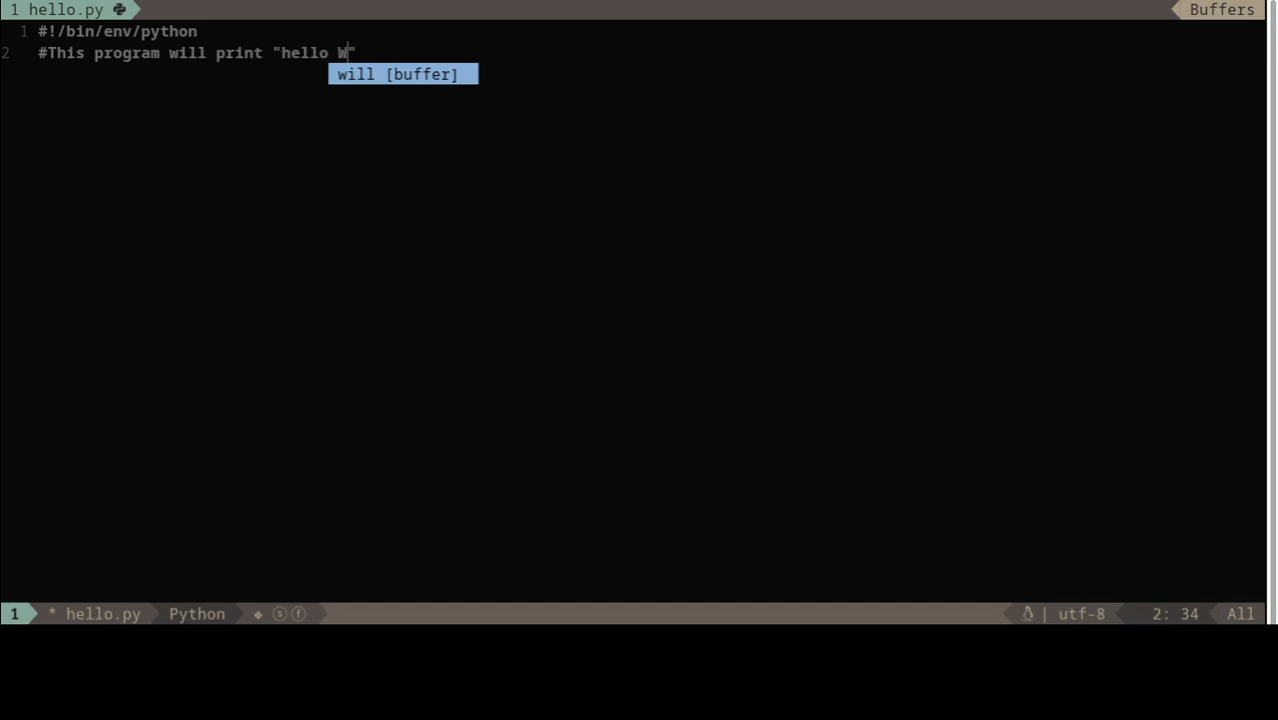 1 hello.py
Buffers
1 #!/bin/env/python
2 #This program will print "hello W"
will [buffer]
1 * hello.py Python ❖ ⓢ ⓕ | utf-8 2: 34 All